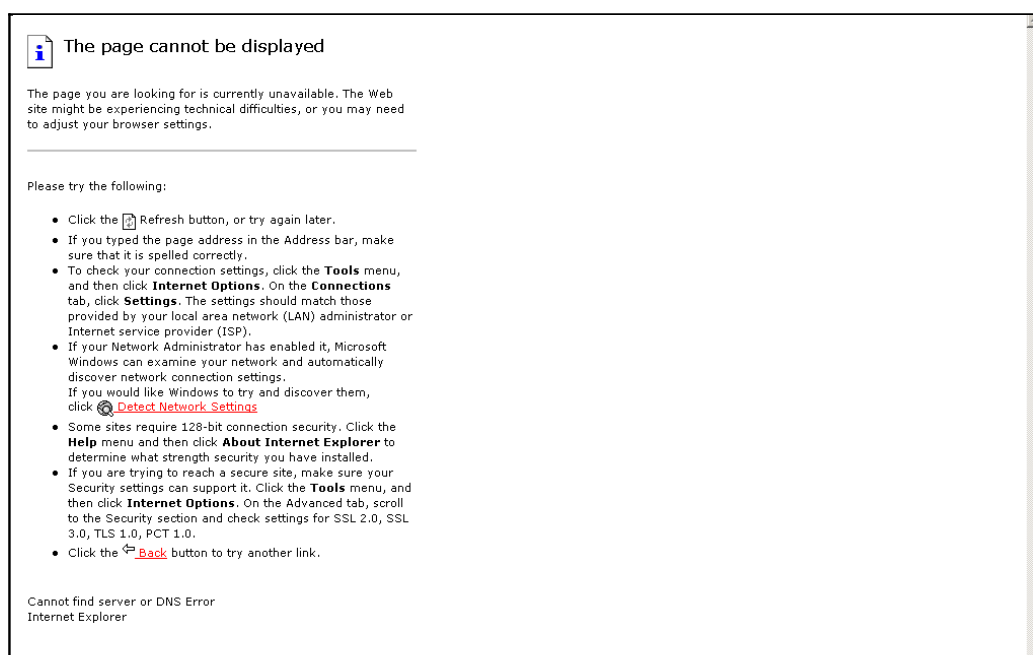 The page cannot be displayed
The page you are looking for is currently unavailable. The Web
site might be experiencing technical difficulties, or you may need
to adjust your browser settings.
Please try the following:
Click the Refresh button, or try again later.
If you typed the page address in the Address bar, make
sure that it is spelled correctly.
To check your connection settings, click the Tools menu,
and then click Internet Options. On the Connections
tab, click Settings. The settings should match those
provided by your local area network (LAN) administrator or
Internet service provider (ISP).
If your Network Administrator has enabled it, Microsoft
Windows can examine your network and automatically
discover network connection settings.
If you would like Windows to try and discover them,
click Detect Network Settings
Some sites require 128-bit connection security. Click the
Help menu and then click About Internet Explorer to
determine what strength security you have installed.
If you are trying to reach a secure site, make sure your
Security settings can support it. Click the Tools menu, and
then click Internet Options. On the Advanced tab, scroll
to the Security section and check settings for SSL 2.0, SSL
3.0, TLS 1.0, PCT 1.0.
Click the Back button to try another link.
Cannot find server or DNS Error
Internet Explorer